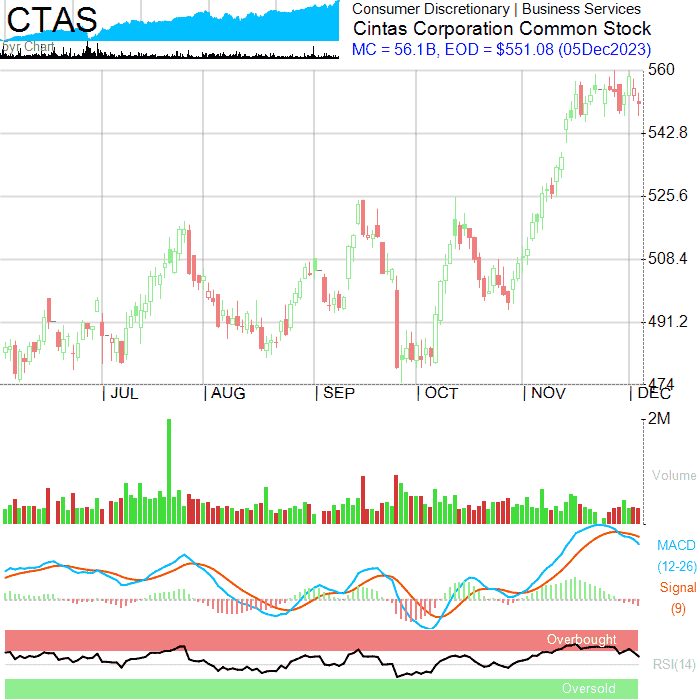 CTAS
5yr Chart
Consumer Discretionary | Business Services
Cintas Corporation Common Stock
MC = 56.1B, EOD = $551.08 (05Dec2023)
560
542.8
525.6
508.4
491.2
474
JUL
AUG
SEP
OCT
NOV
DEC
2M
Volume
MACD
(12-26)
Signal
(9)
Overbought
RSI(14)
Oversold